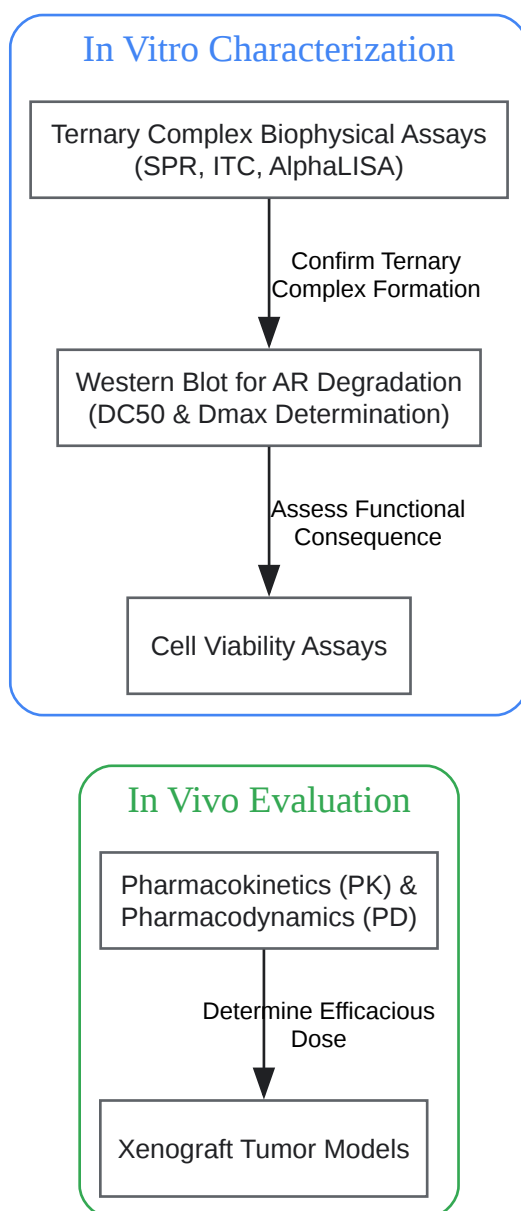 In Vitro Characterization
Ternary Complex Biophysical Assays
(SPR, ITC, AlphaLISA)
Confirm Ternary
Complex Formation
Western Blot for AR Degradation
(DC50 & Dmax Determination)
Assess Functional
Consequence
Cell Viability Assays
In Vivo Evaluation
Pharmacokinetics (PK) &
Pharmacodynamics (PD)
Determine Efficacious
Dose
Xenograft Tumor Models